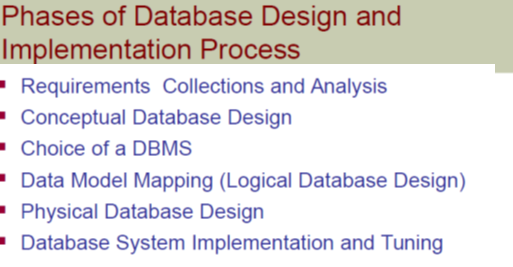 Phases of Database Design and
Implementation Process
Requirements Collections and Analysis
Conceptual Database Design
Choice of a DBMS
Data Model Mapping (Logical Database Design)
Physical Database Design
Database System Implementation and Tuning